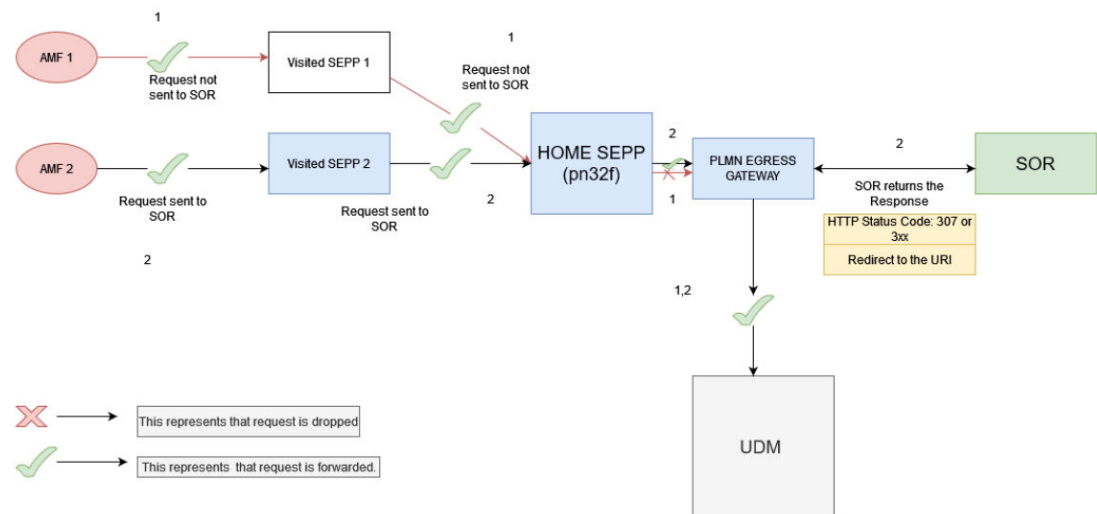 1
AMF 1
Request not
sent to SOR
Visited SEPP 1
1
Request not
sent to SOR
AMF 2
Request sent to
SOR
2
Visited SEPP 2
Request sent to
SOR
2
HOME SEPP
(pn32f)
2
1
PLMN EGRESS
GATEWAY
2
SOR returns the
Response
HTTP Status Code: 307 or
3xx
Redirect to the URI
SOR
1,2
UDM
This represents that request is dropped
This represents that request is forwarded.